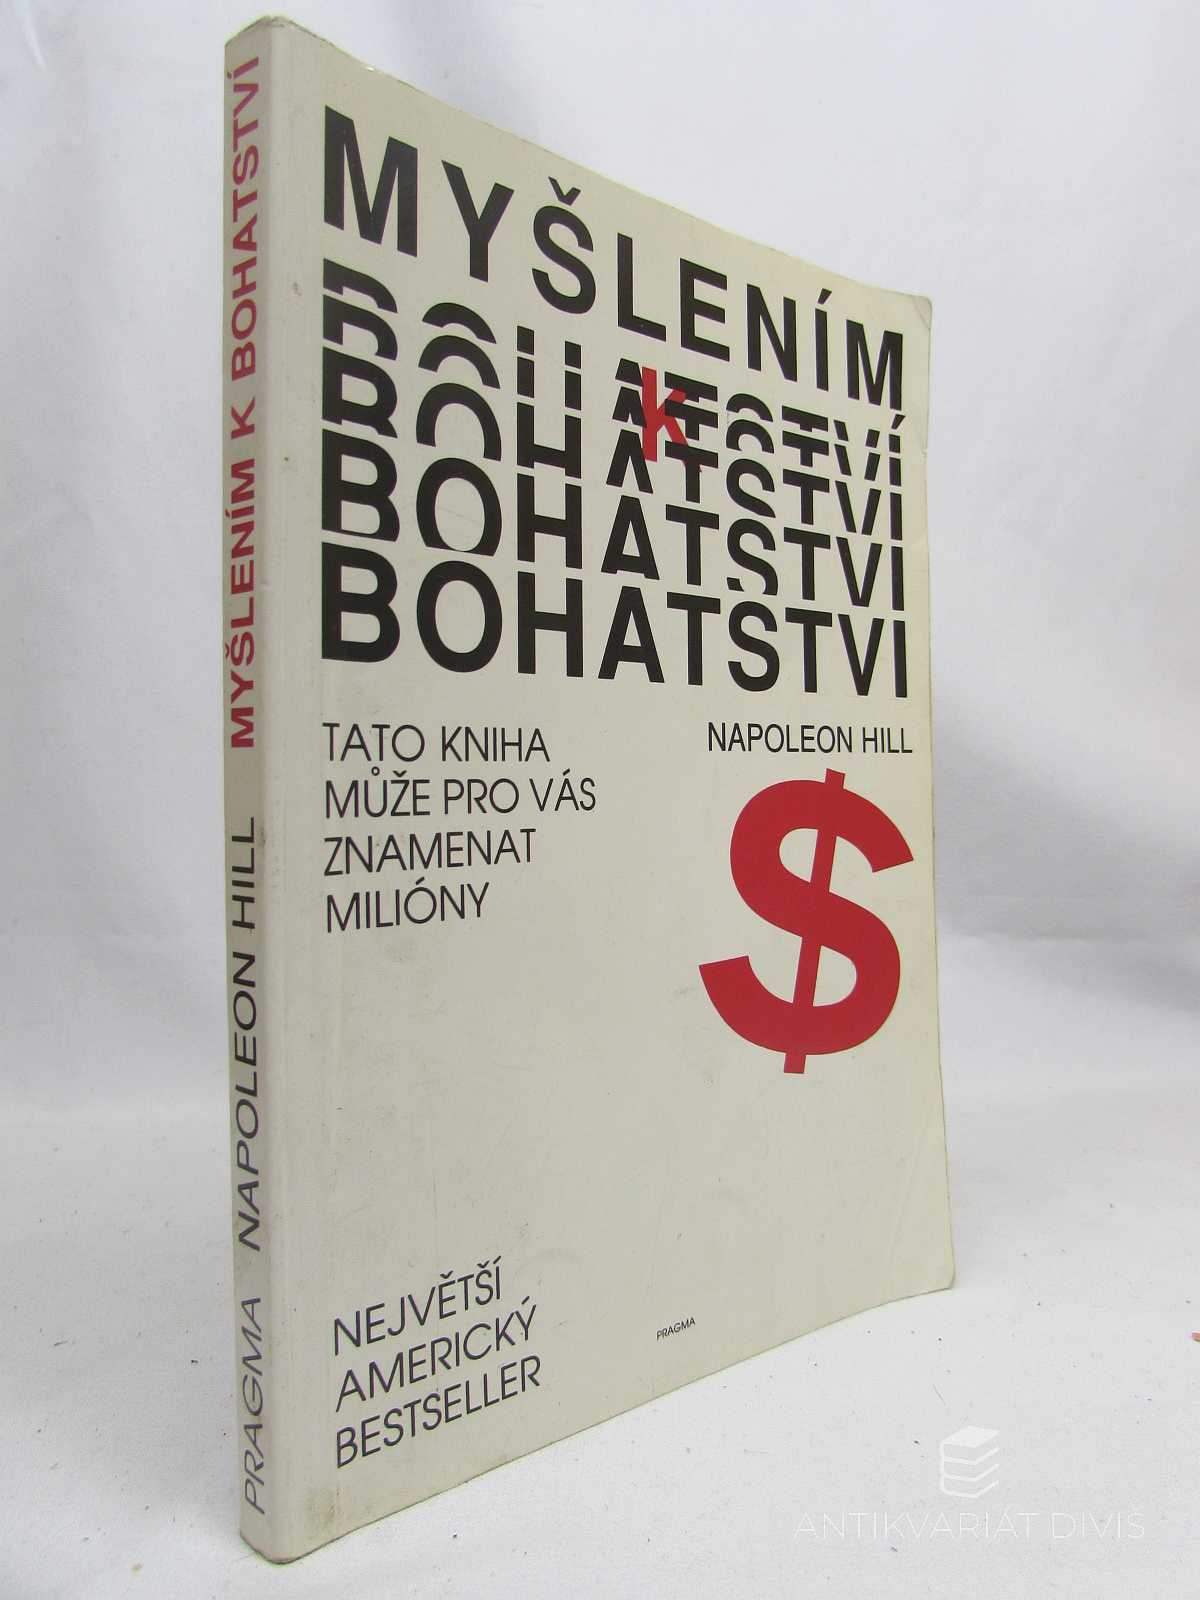 MYŠLENÍM
K
BOHATSTVÍ
BOHATSTVÍ
BOHATSTVI
BOHATSTVI
TATO KNIHA
MŮŽE PRO VÁS
ZNAMENAT
MILIÓNY
NAPOLEON HILL
$
NEJVĚTŠÍ
AMERICKÝ
BESTSELLER
PRAGMA
PRAGMA NAPOLEON HILL MYŠLENÍM K BOHATSTVÍ
ANTIKVARIÁT DIVIŠ